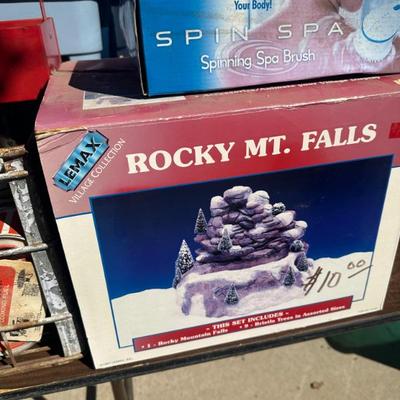 Your Body!
SPIN SPA
Spinning Spa Brush
LEMAX
VILLAGE COLLECTION
ROCKY MT. FALLS
$10.00
~ THIS SET INCLUDES ~
• 1 - Rocky Mountain Falls • 9 - Bristle Trees in Assorted Sizes